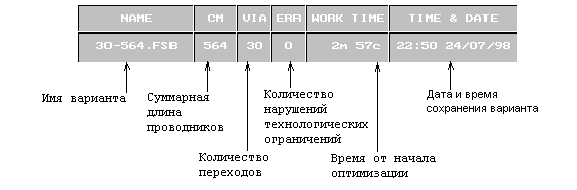 NAME CM VIA ERR WORK TIME TIME & DATE
30-564.FSB 564 30 0 2m 57c 22:50 24/07/98
Имя варианта
Суммарная
длина
проводников
Количество
переходов
Количество
нарушений
технологических
ограничений
Время от начала
оптимизации
Дата и время
сохранения варианта